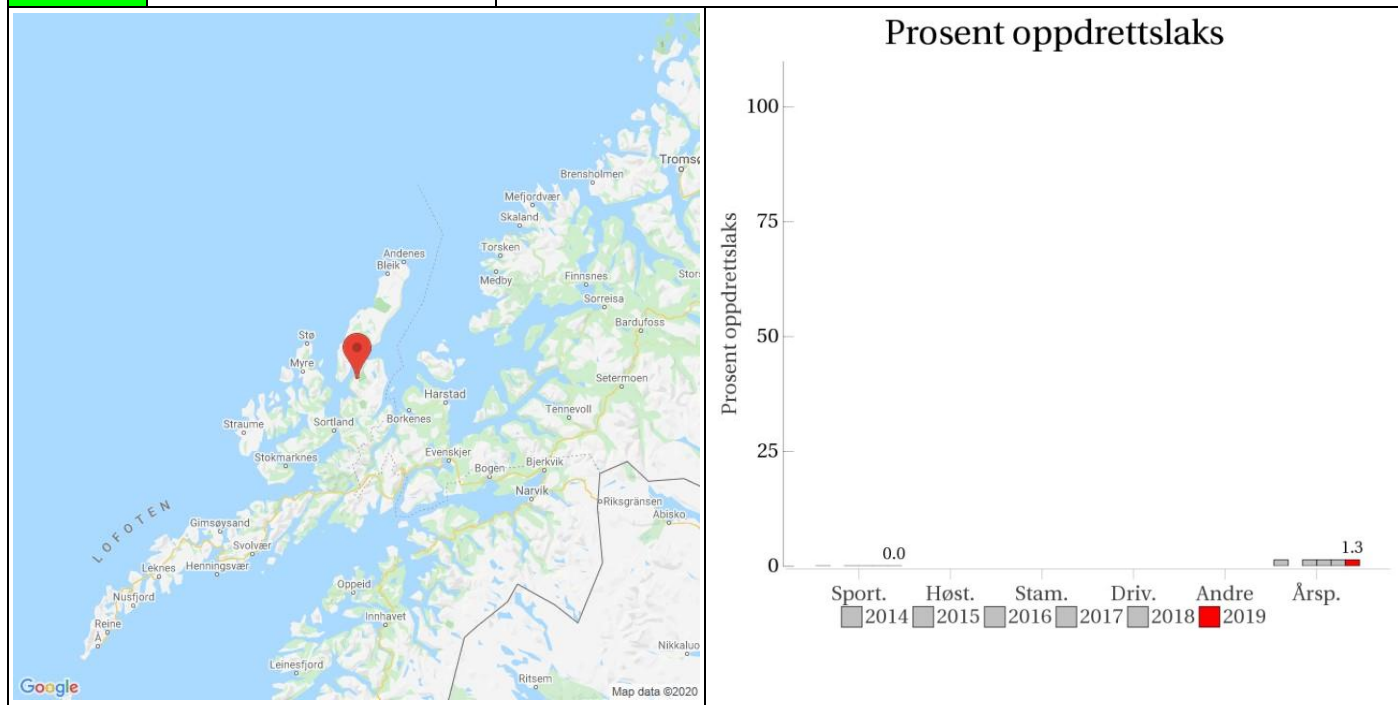 Tromsø
Brensholmen
Mefjordvær
Skaland
Andenes
Bleik
Torsken
Medby
Finnsnes
Stor
Sorreisa
Bardufoss
Stø
Myre
Setermoen
Harstad
Tennevoll
Straume
Sortland
Borkenes
Stokmarknes
Evenskjer
Bogen
Bjerkvik
Narvik
Riksgränsen
Abisko
LOFOTEN
Gimsøysand
Svolvær
Leknes
Henningsvær
Oppeid
Nusfjord
Innhavet
Reine
Å
Leinesfjord
Nikkaluo
Ritsem
Google
Map data ©2020
Prosent oppdrettslaks
Prosent oppdrettslaks
100
75
50
25
0
0.0
1.3
Sport. Høst. Stam. Driv. Andre Årsp.
2014 2015 2016 2017 2018 2019